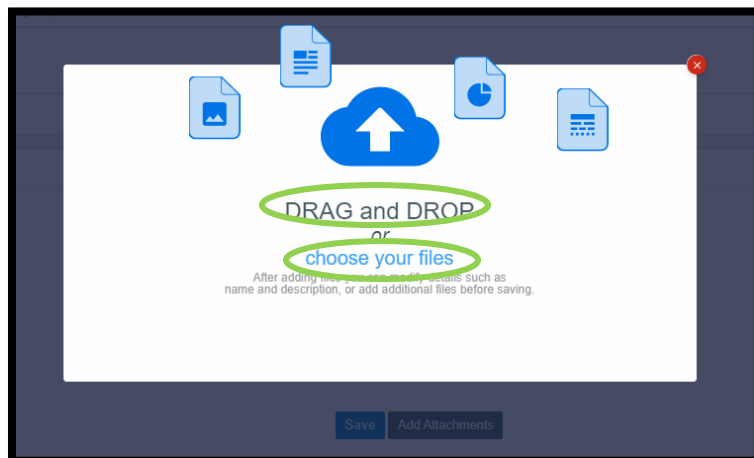 DRAG and DROP
or
choose your files
After adding files you can modify details such as
name and description, or add additional files before saving.
Save Add Attachments